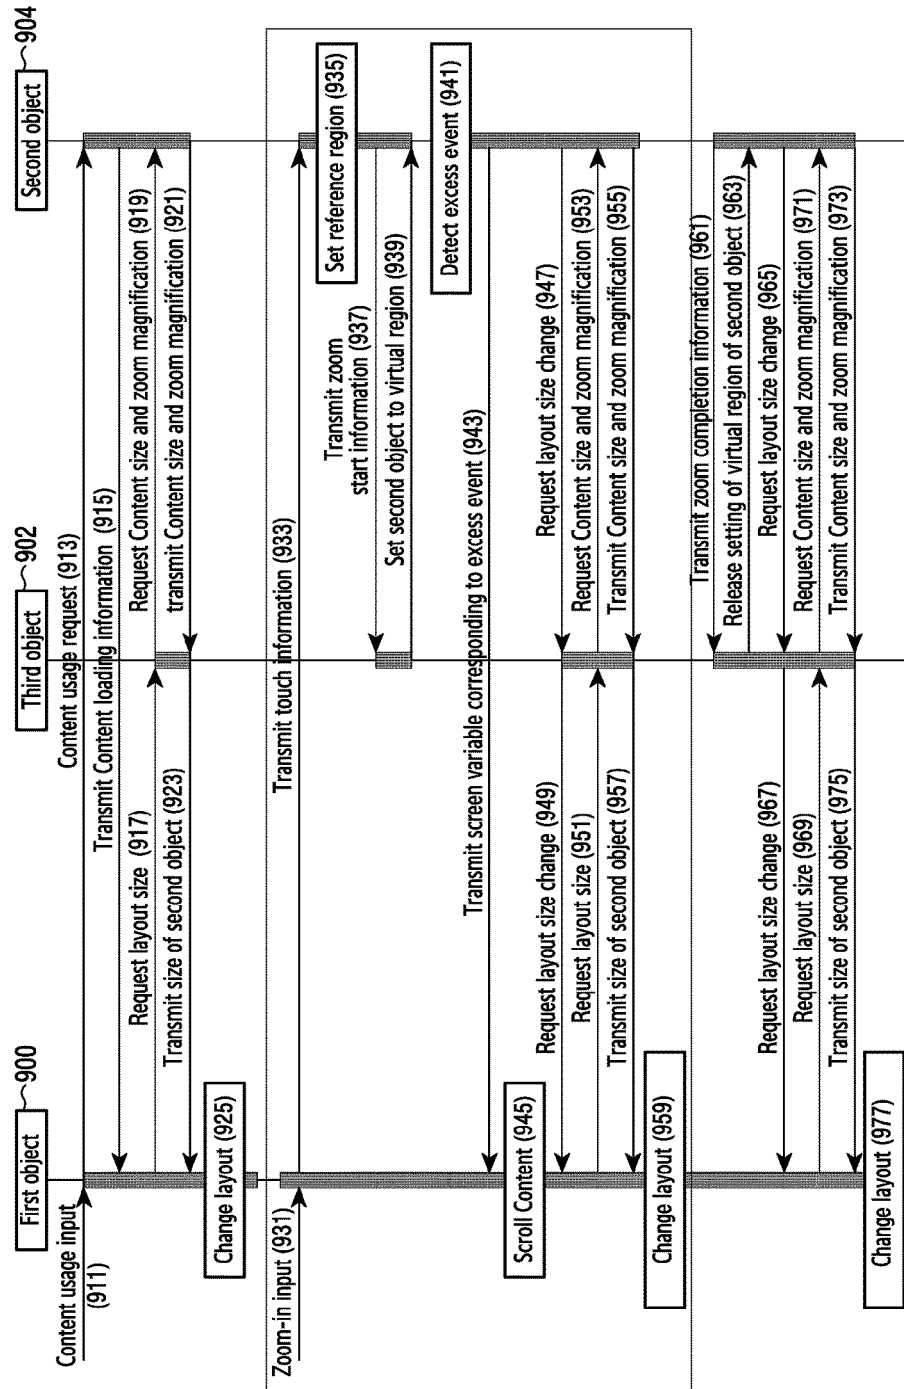 First object
900
Third object
902
Second object
904
Content usage input
(911)
Content usage request (913)
Transmit Content loading information (915)
Request layout size (917)
Request Content size and zoom magnification (919)
transmit Content size and zoom magnification (921)
Transmit size of second object (923)
Change layout (925)
Zoom-in input (931)
Transmit touch information (933)
Set reference region (935)
Transmit zoom
start information (937)
Set second object to virtual region (939)
Detect excess event (941)
Transmit screen variable corresponding to excess event (943)
Scroll Content (945)
Request layout size change (947)
Request layout size change (949)
Request layout size (951)
Request Content size and zoom magnification (953)
Transmit Content size and zoom magnification (955)
Transmit size of second object (957)
Change layout (959)
Transmit zoom completion information (961)
Release setting of virtual region of second object (963)
Request layout size change (965)
Request layout size change (967)
Request layout size (969)
Request Content size and zoom magnification (971)
Transmit Content size and zoom magnification (973)
Transmit size of second object (975)
Change layout (977)